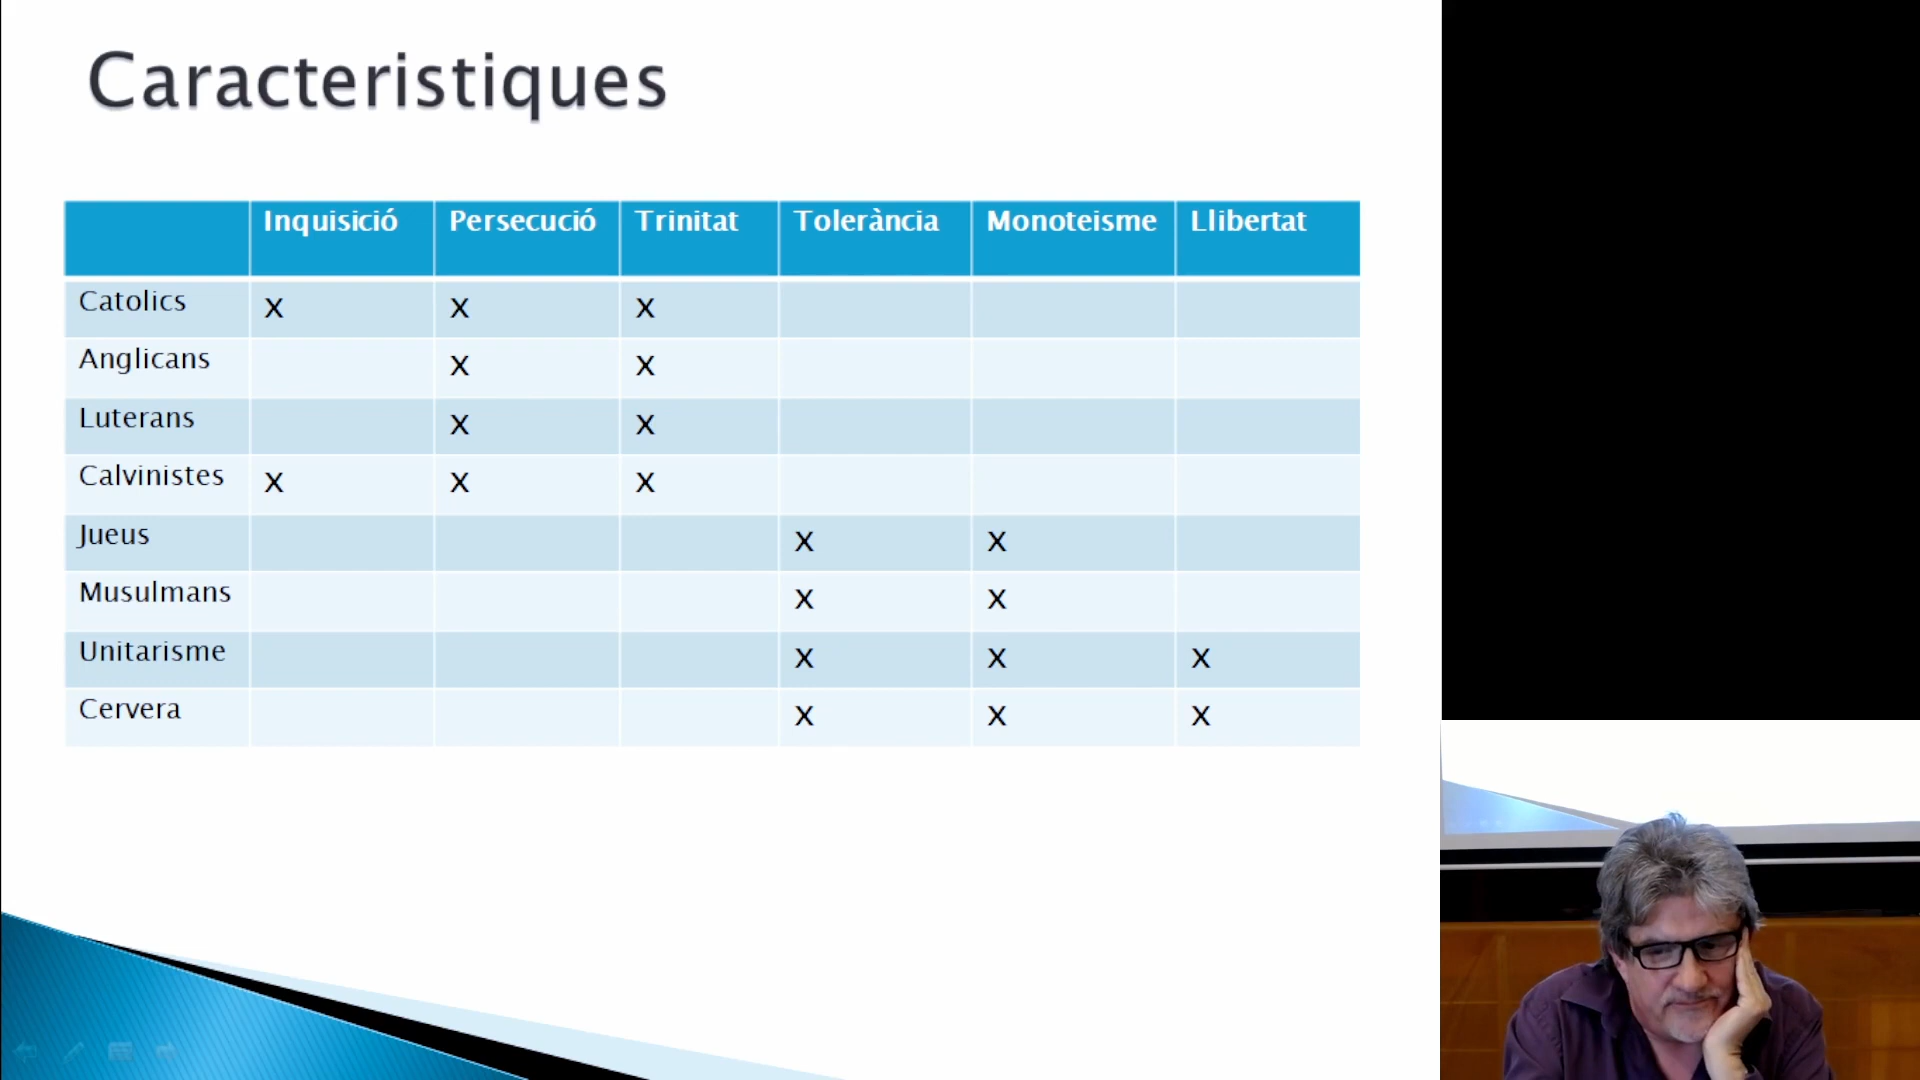 Caracteristiques
Inquisició Persecució Trinitat Tolerància Monoteisme Llibertat
Catolics x x x
Anglicans x x
Luterans x x
Calvinistes x x x
Jueus x x
Musulmans x x
Unitarisme x x x
Cervera x x x